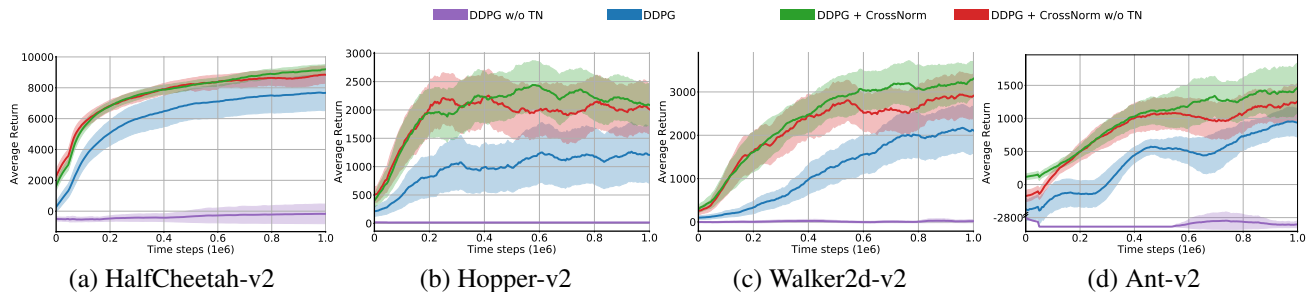 DDPG w/o TN DDPG DDPG + CrossNorm DDPG + CrossNorm w/o TN
Average Return
10000
8000
6000
4000
2000
0
0 0.2 0.4 0.6 0.8 1.0
Time steps (1e6)
(a) HalfCheetah-v2
Average Return
3000
2500
2000
1500
1000
500
0
0.0 0.2 0.4 0.6 0.8 1.0
Time steps (1e6)
(b) Hopper-v2
Average Return
3000
2000
1000
0
0 0.2 0.4 0.6 0.8 1.0
Time steps (1e6)
(c) Walker2d-v2
Average Return
1500
1000
500
0
-2800
0 0.2 0.4 0.6 0.8 1.0
Time steps (1e6)
(d) Ant-v2